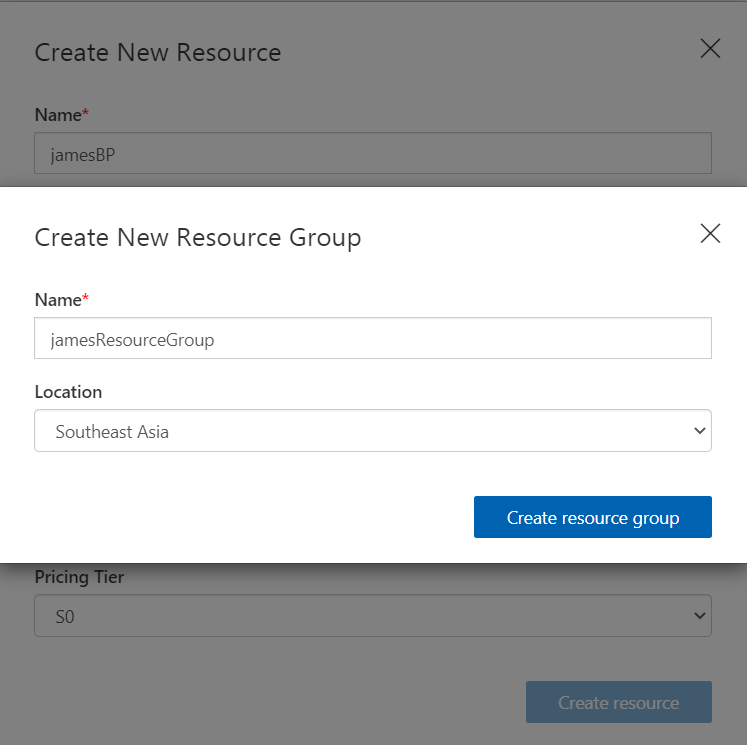 Create New Resource
Name*
jamesBP
Create New Resource Group
Name*
jamesResourceGroup
Location
Southeast Asia
Create resource group
Pricing Tier
S0
Create resource